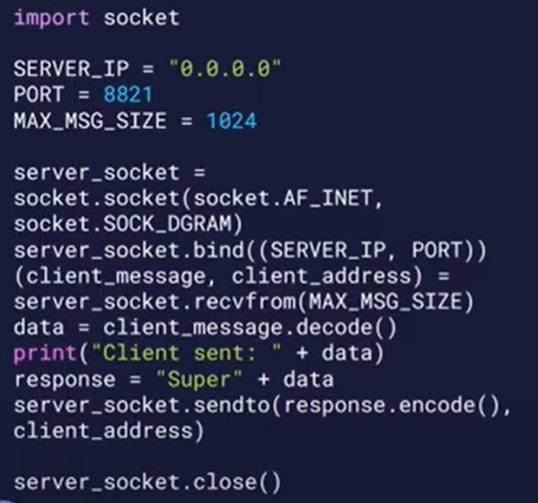 import socket
SERVER_IP = "0.0.0.0"
PORT = 8821
MAX_MSG_SIZE = 1024
server_socket =
socket.socket(socket.AF_INET,
socket.SOCK_DGRAM)
server_socket.bind((SERVER_IP, PORT))
(client_message, client_address) =
server_socket.recvfrom(MAX_MSG_SIZE)
data = client_message.decode()
print("Client sent: " + data)
response = "Super" + data
server_socket.sendto(response.encode(),
client_address)
server_socket.close()